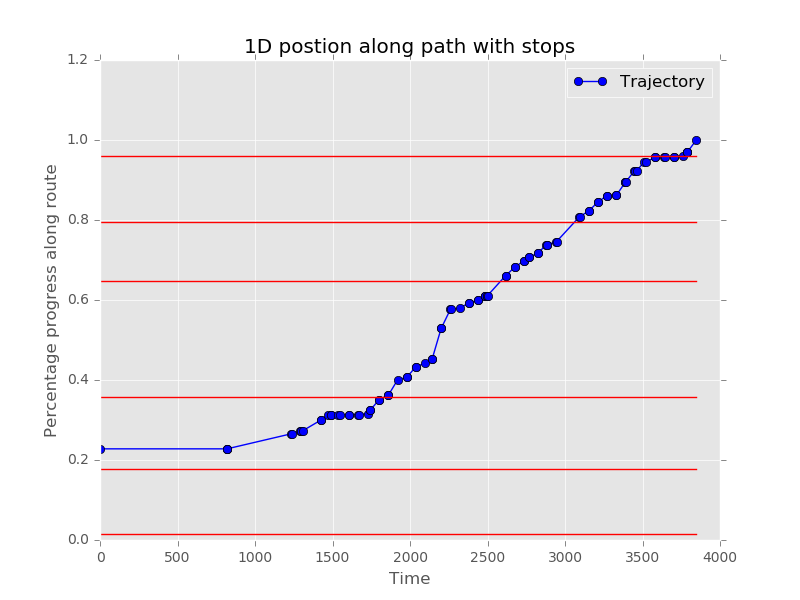 1D postion along path with stops
Trajectory
1.2
1.0
0.8
0.6
0.4
0.2
0.0
Percentage progress along route
0 500 1000 1500 2000 2500 3000 3500 4000
Time